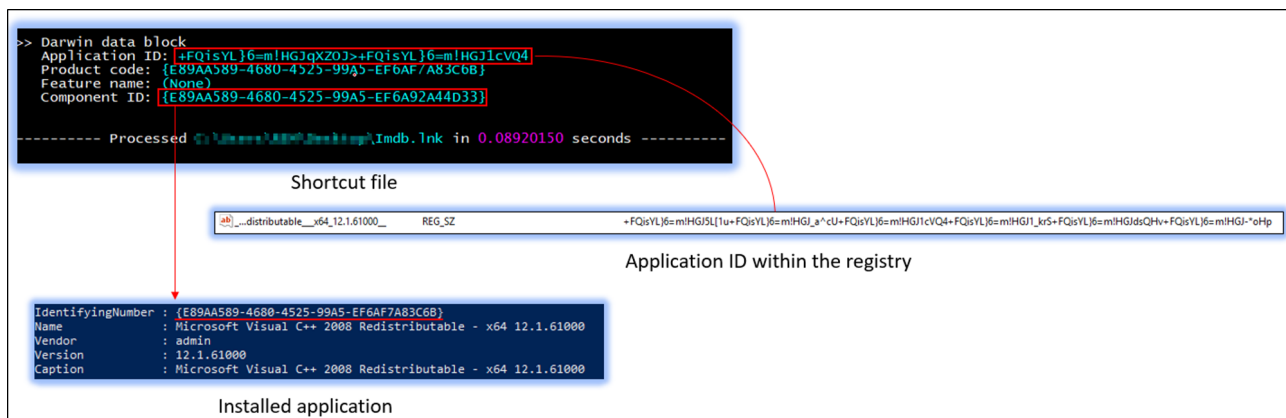 >> Darwin data block
Application ID: +FQisYL}6=m!HGJqXZOJ>+FQisYL}6=m!HGJ1cVQ4
Product code: {E89AA589-4680-4525-99A5-EF6AF7A83C6B}
Feature name: (None)
Component ID: {E89AA589-4680-4525-99A5-EF6A92A44D33}
---------- Processed \Imdb.lnk in 0.08920150 seconds ----------
Shortcut file
ab _...distributable__x64_12.1.61000__ REG_SZ +FQisYL}6=m!HGJ5L[1u+FQisYL}6=m!HGJ_a^cU+FQisYL}6=m!HGJ1cVQ4+FQisYL}6=m!HGJ1_krS+FQisYL}6=m!HGJdsQHv+FQisYL}6=m!HGJ-*oHp
Application ID within the registry
IdentifyingNumber : {E89AA589-4680-4525-99A5-EF6AF7A83C6B}
Name : Microsoft Visual C++ 2008 Redistributable - x64 12.1.61000
Vendor : admin
Version : 12.1.61000
Caption : Microsoft Visual C++ 2008 Redistributable - x64 12.1.61000
Installed application